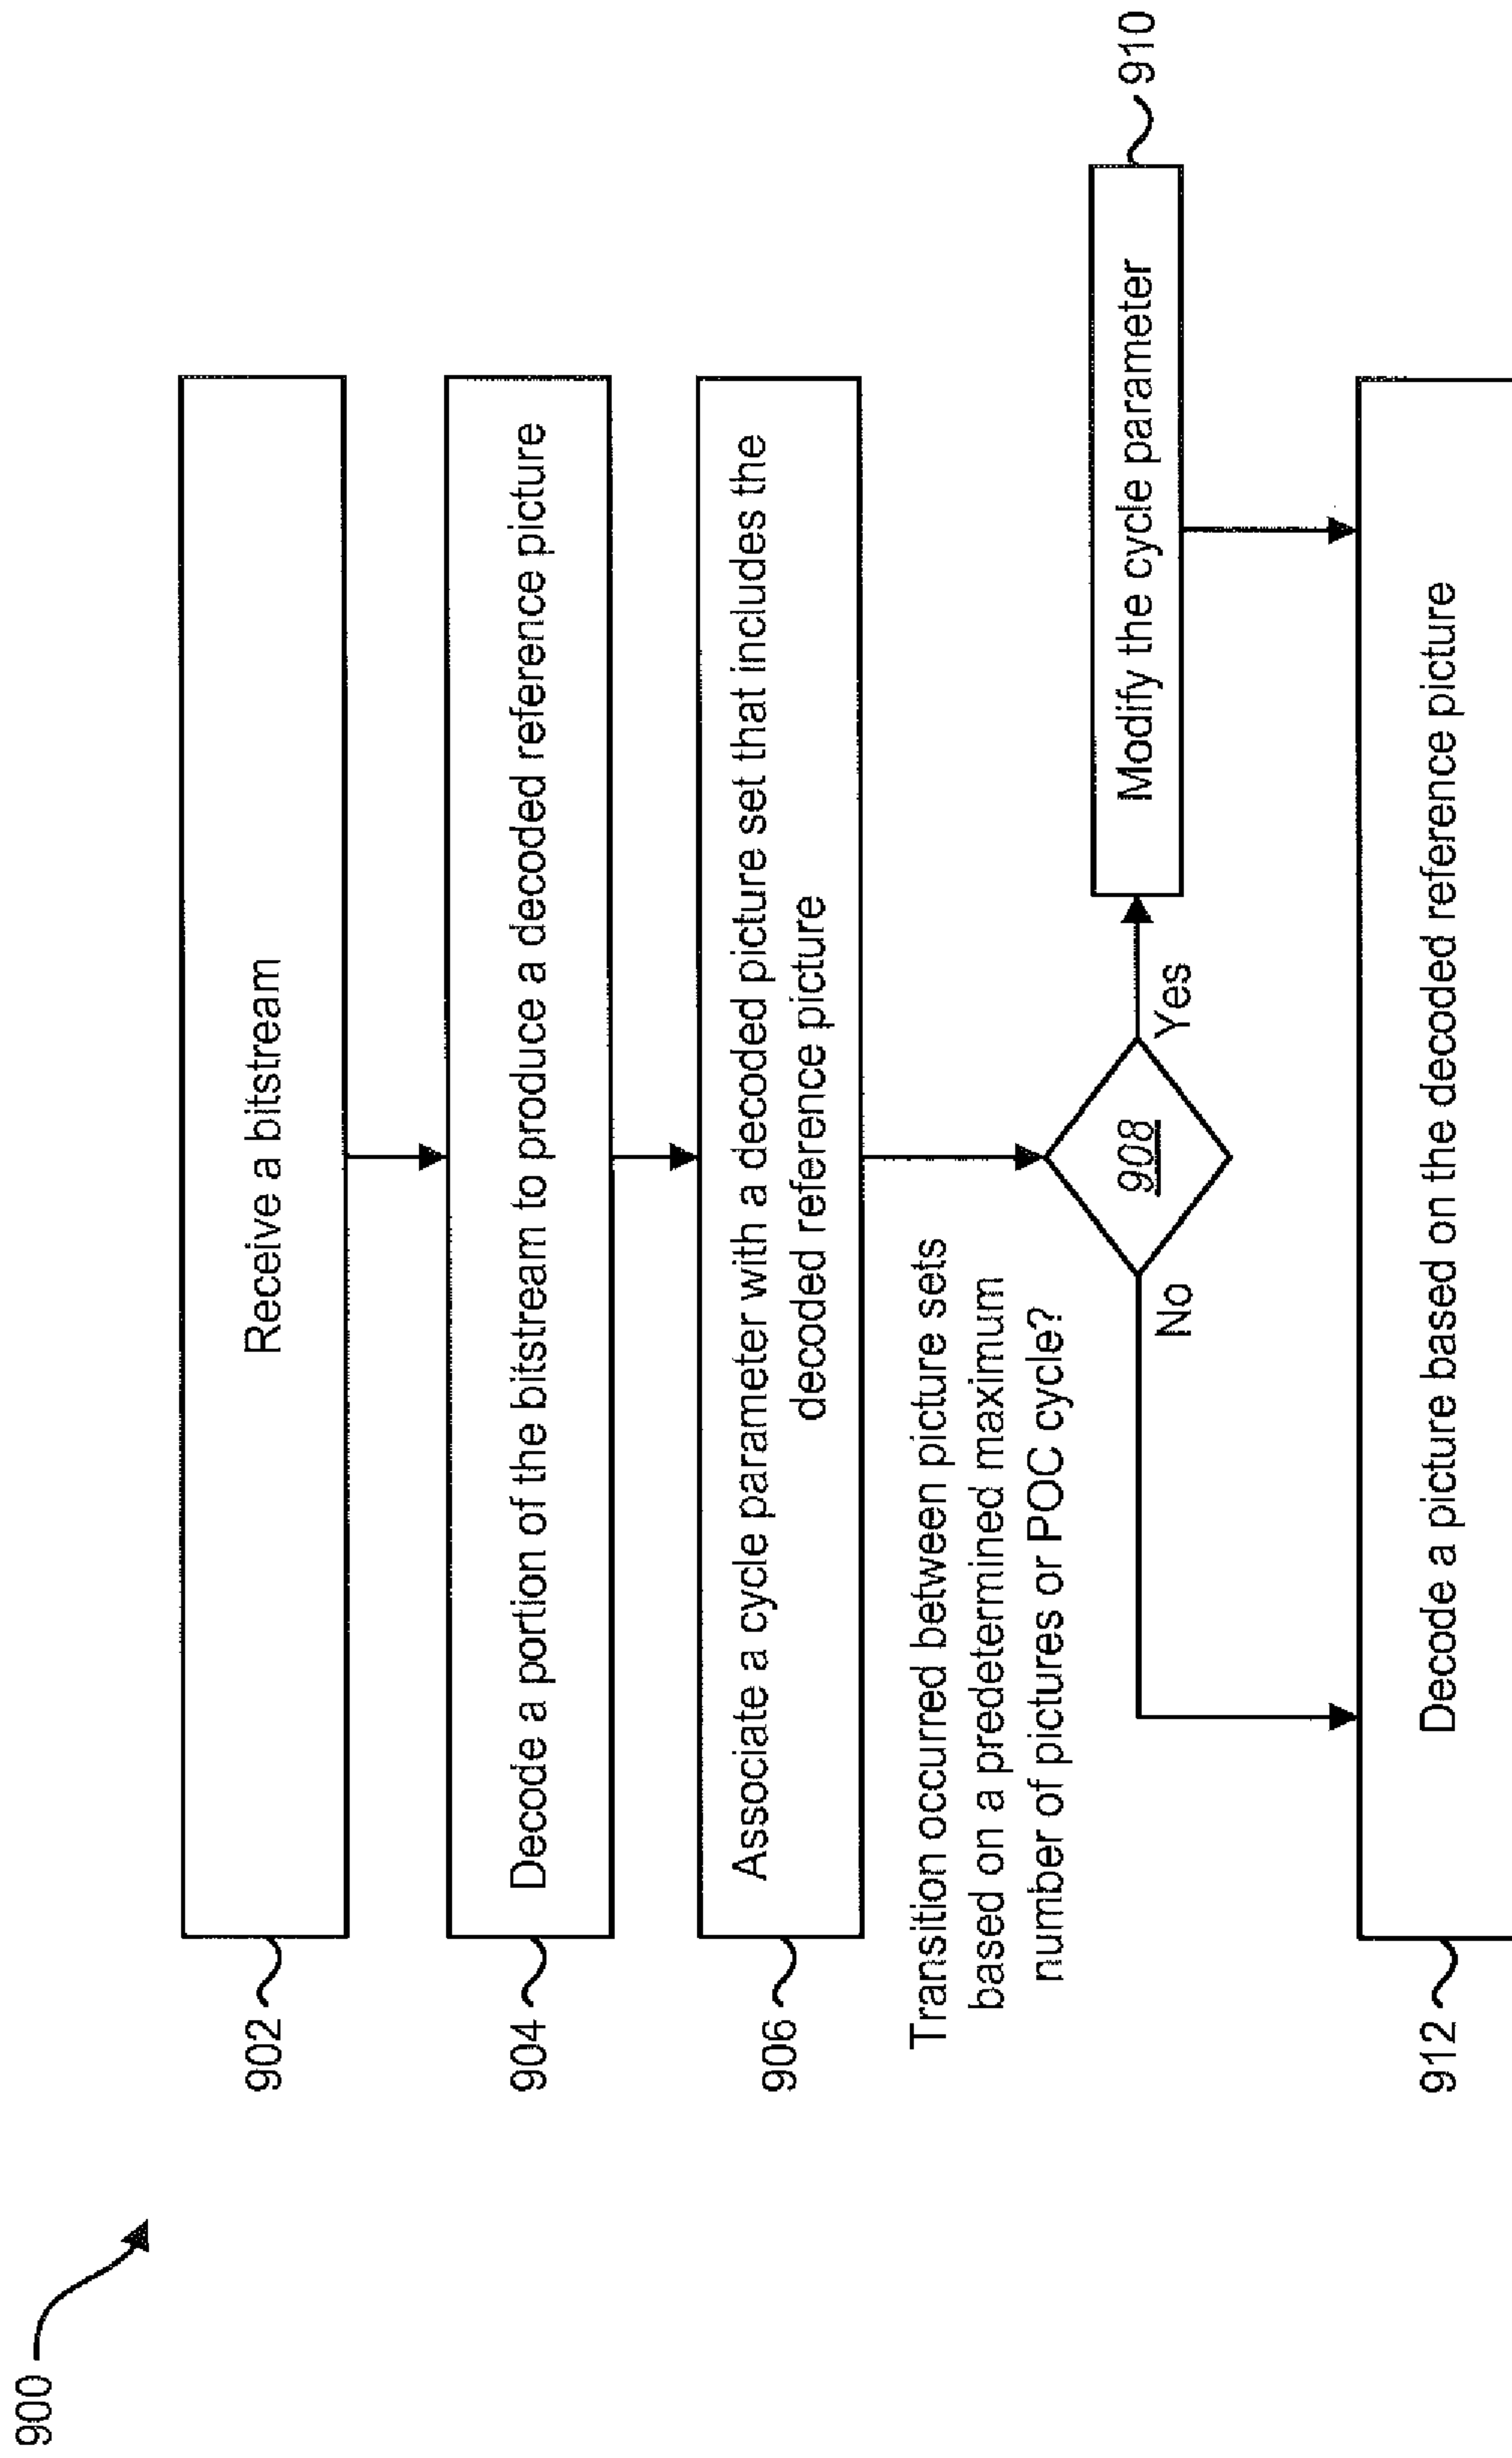 900
902
Receive a bitstream
904
Decode a portion of the bitstream to produce a decoded reference picture
906
Associate a cycle parameter with a decoded picture set that includes the
decoded reference picture
Transition occurred between picture sets
based on a predetermined maximum
number of pictures or POC cycle?
908
No
Yes
Modify the cycle parameter
910
912
Decode a picture based on the decoded reference picture